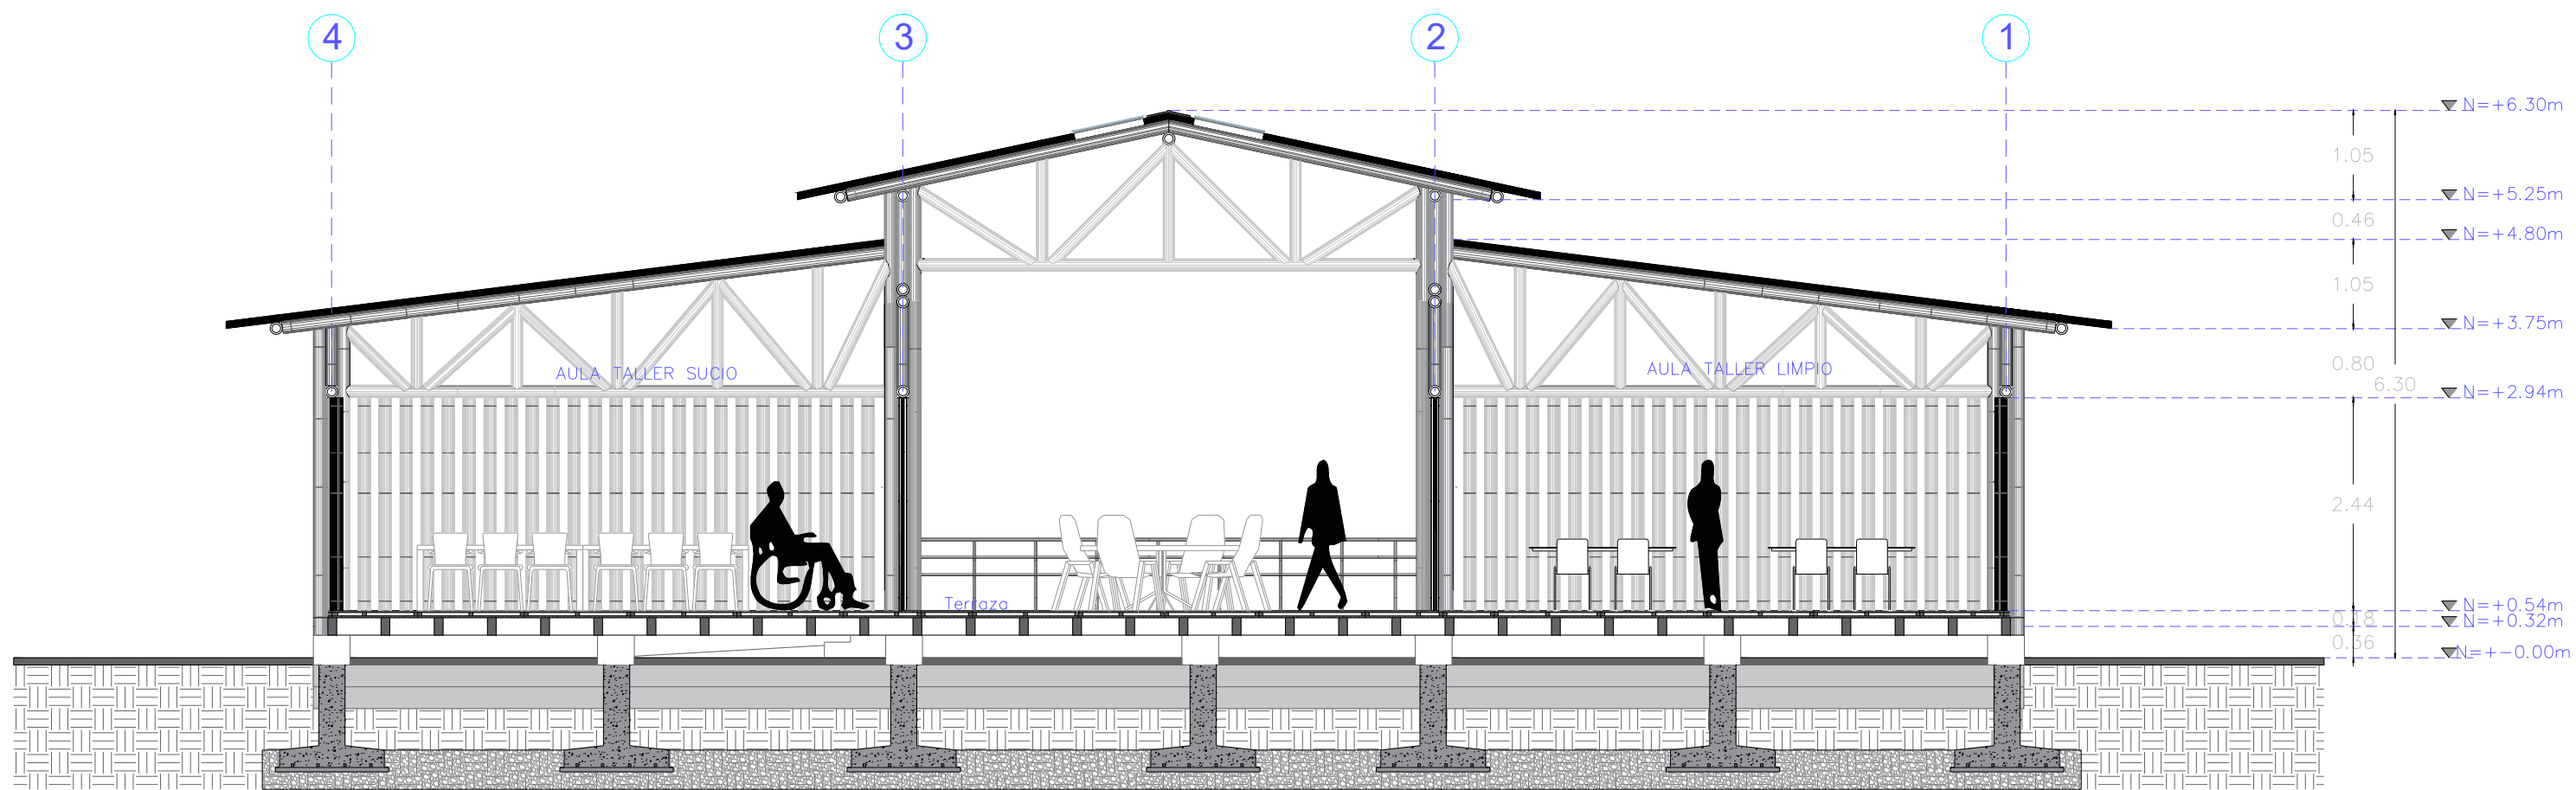 4 3 2 1
N=+6.30m
1.05
N=+5.25m
0.46
N=+4.80m
1.05
N=+3.75m
AULA TALLER SUCIO
AULA TALLER LIMPIO
0.80
6.30
N=+2.94m
2.44
Terraza
N=+0.54m
0.18
N=+0.32m
0.36
N=+-0.00m